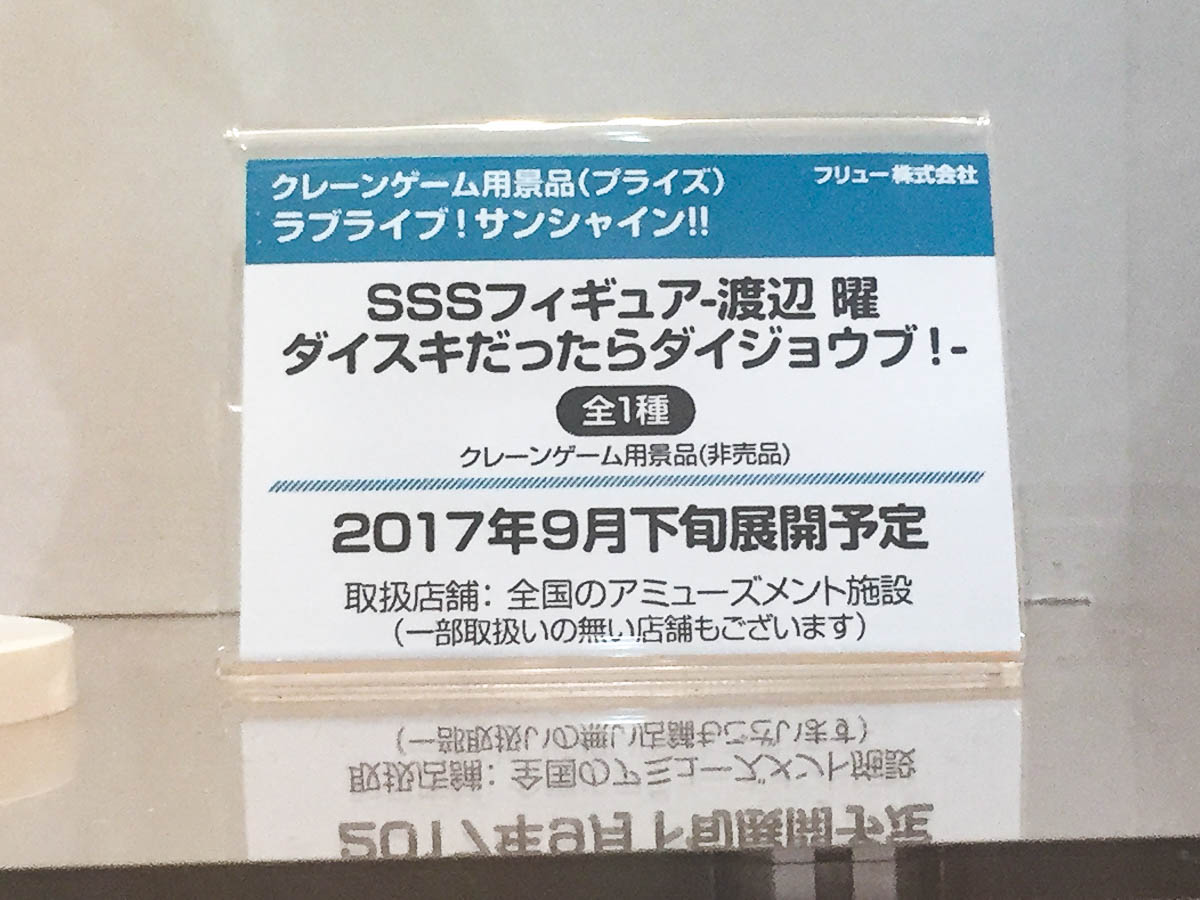 クレーンゲーム用景品(プライズ)
フリュー株式会社
ラブライブ!サンシャイン!!
SSSフィギュア-渡辺 曜
ダイスキだったらダイジョウブ!-
全1種
クレーンゲーム用景品(非売品)
2017年9月下旬展開予定
取扱店舗: 全国のアミューズメント施設
(一部取扱いの無い店舗もございます)